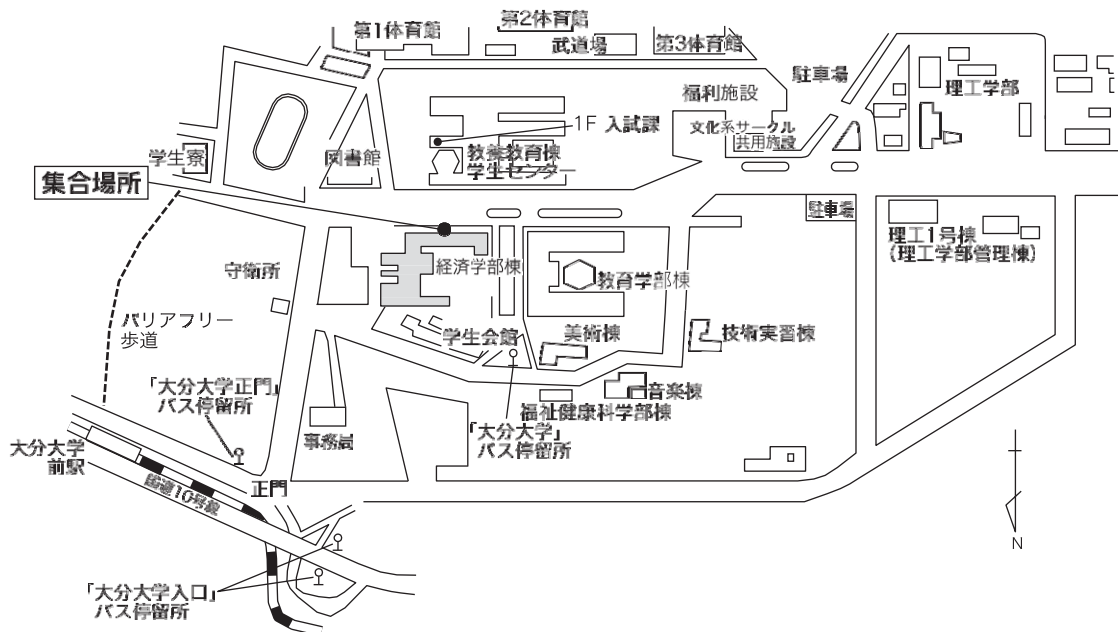 第1体育館
第2体育館
武道場
第3体育館
駐車場
理工学部
福利施設
1F 入試課
文化系サークル
共用施設
学生寮
図書館
教養教育棟
学生センター
集合場所
駐車場
理工1号棟
(理工学部管理棟)
守衛所
経済学部棟
教育学部棟
バリアフリー
歩道
学生会館
美術棟
技術実習棟
「大分大学正門」
バス停留所
音楽棟
福祉健康科学部棟
事務局
「大分大学」
バス停留所
大分大学
前駅
国道10号線
正門
N
「大分大学入口」
バス停留所